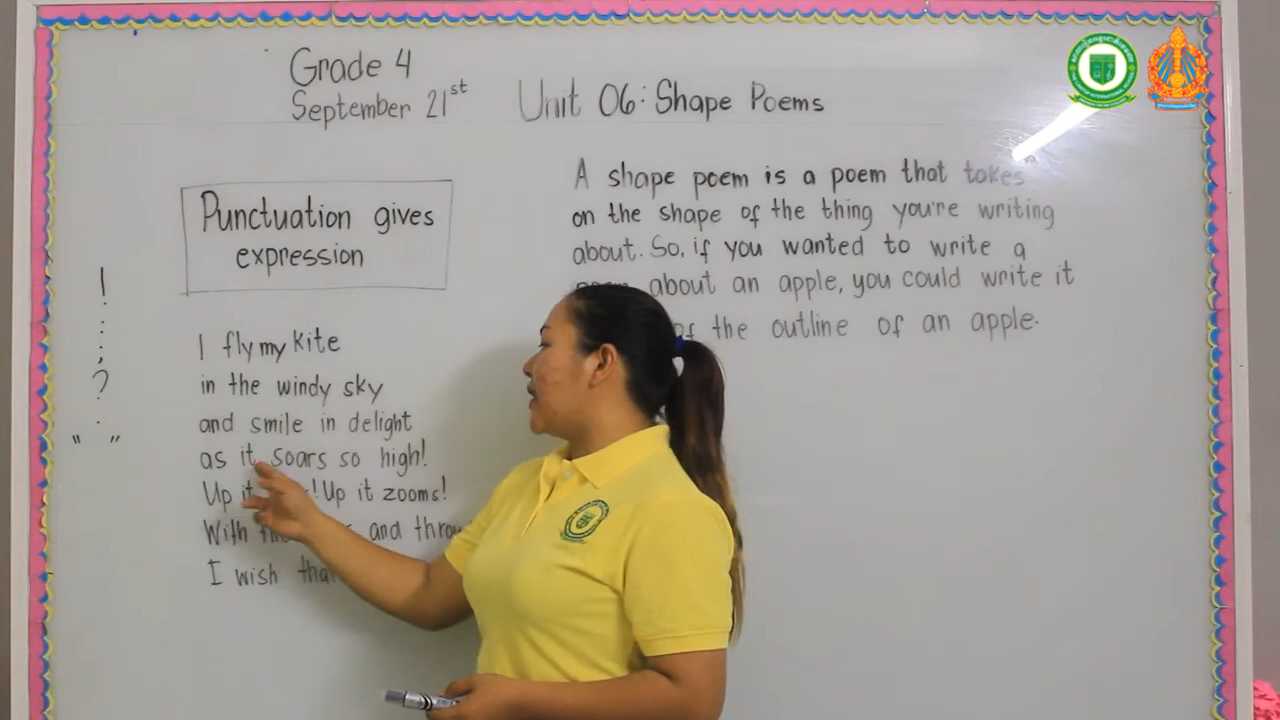 Grade 4
September 21st
Unit 06: Shape Poems
Punctuation gives
expression
!
:
;
?
.
" "
I fly my kite
in the windy sky
and smile in delight
as it soars so high!
Up it ! Up it zooms!
With and
I wish
A shape poem is a poem that takes
on the shape of the thing you're writing
about. So, if you wanted to write a
about an apple, you could write it
of the outline of an apple.